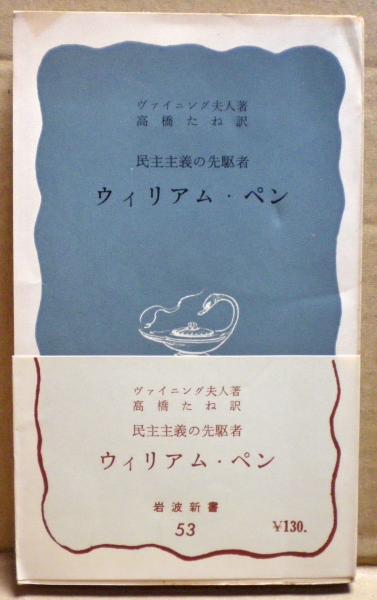 ヴァイニング夫人著
高橋たね訳
民主主義の先駆者
ウィリアム・ペン
ヴァイニング夫人著
高橋たね訳
民主主義の先駆者
ウィリアム・ペン
岩波新書
53
¥130.